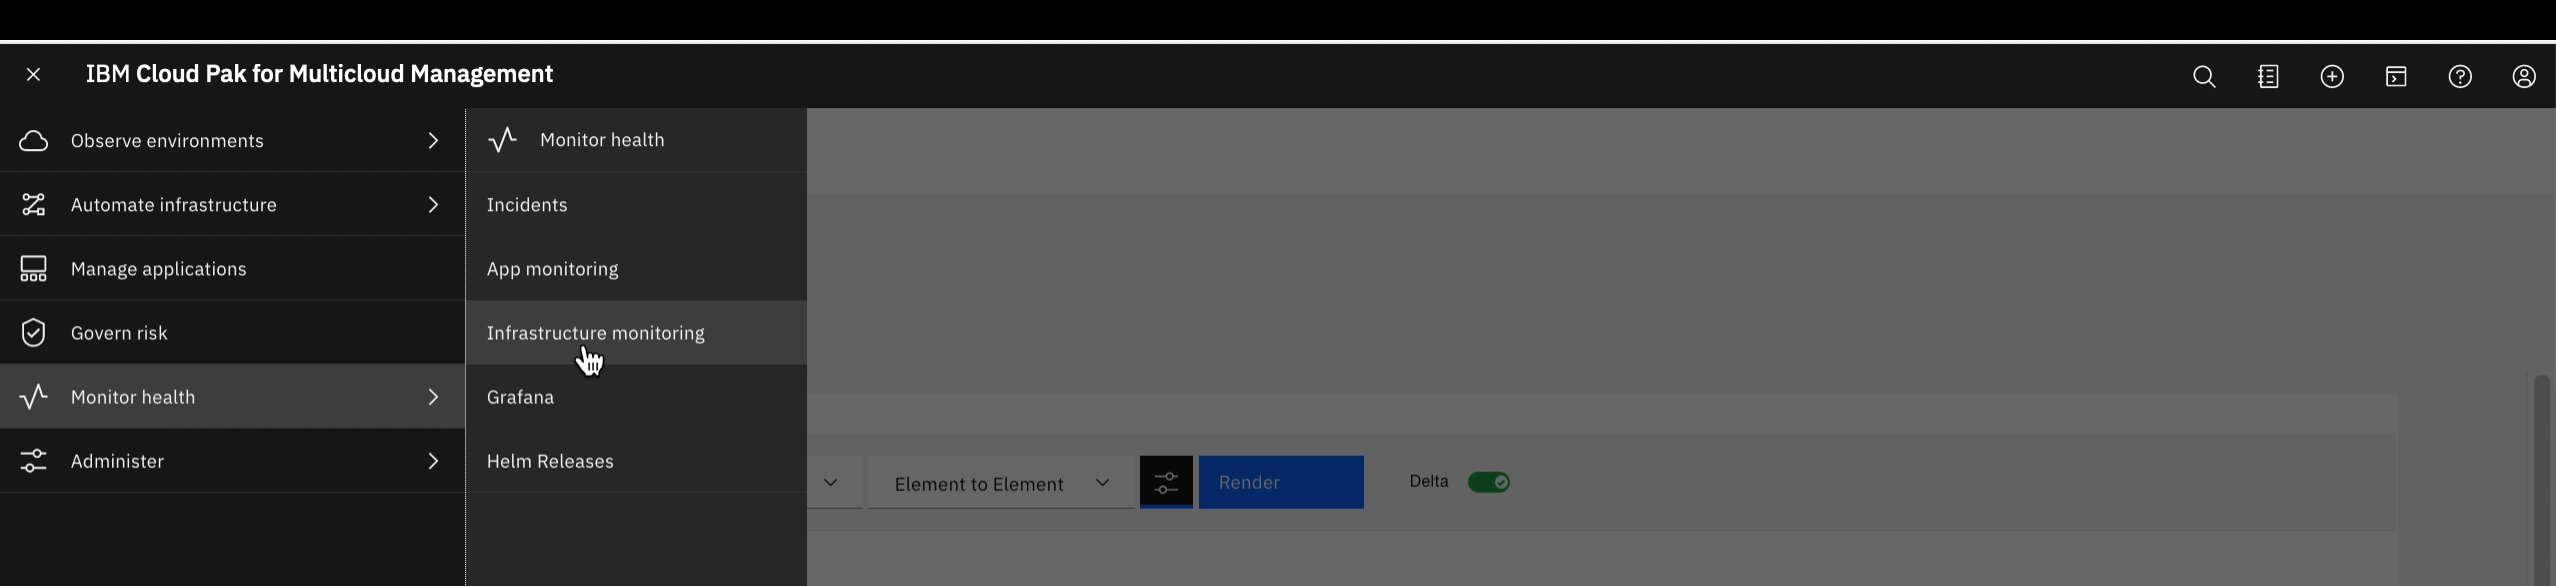 IBM Cloud Pak for Multicloud Management
Observe environments
Automate infrastructure
Manage applications
Govern risk
Monitor health
Administer
Monitor health
Incidents
App monitoring
Infrastructure monitoring
Grafana
Helm Releases
Element to Element
Render
Delta